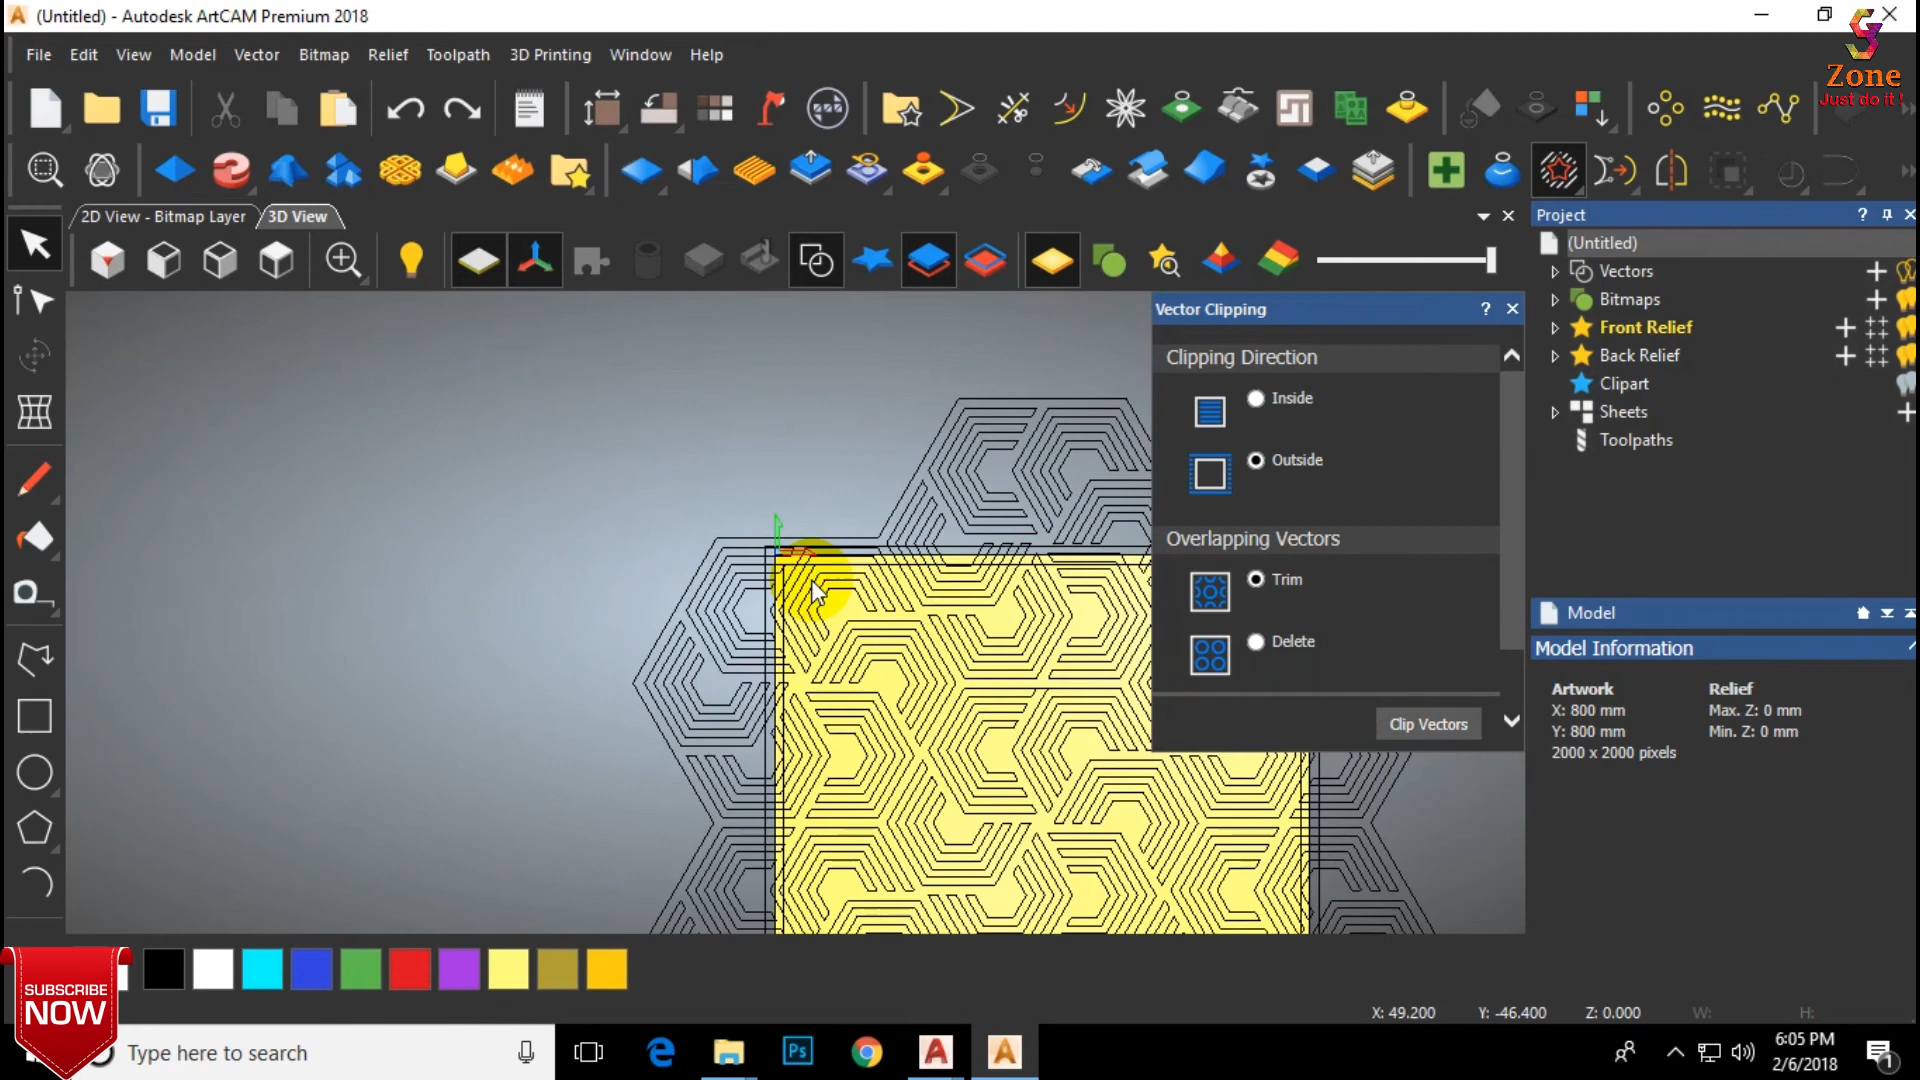 (Untitled) - Autodesk ArtCAM Premium 2018
File Edit View Model Vector Bitmap Relief Toolpath 3D Printing Window Help
Zone
Just do it !
2D View - Bitmap Layer
3D View
Project
(Untitled)
Vectors
Bitmaps
Front Relief
Back Relief
Clipart
Sheets
Toolpaths
Vector Clipping
Clipping Direction
Inside
Outside
Overlapping Vectors
Trim
Delete
Clip Vectors
Model
Model Information
Artwork Relief
X: 800 mm Max. Z: 0 mm
Y: 800 mm Min. Z: 0 mm
2000 x 2000 pixels
SUBSCRIBE
NOW
X: 49.200 Y: -46.400 Z: 0.000 W: H:
Type here to search
Ps
6:05 PM
2/6/2018
1